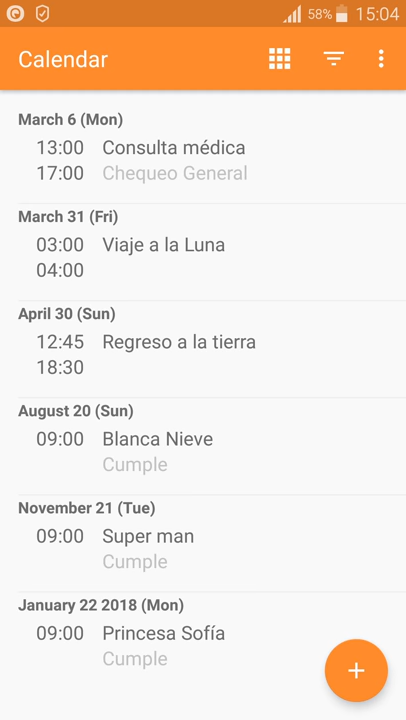 58% 15:04
Calendar
March 6 (Mon)
13:00 Consulta médica
17:00 Chequeo General
March 31 (Fri)
03:00 Viaje a la Luna
04:00
April 30 (Sun)
12:45 Regreso a la tierra
18:30
August 20 (Sun)
09:00 Blanca Nieve
Cumple
November 21 (Tue)
09:00 Super man
Cumple
January 22 2018 (Mon)
09:00 Princesa Sofía
Cumple
+